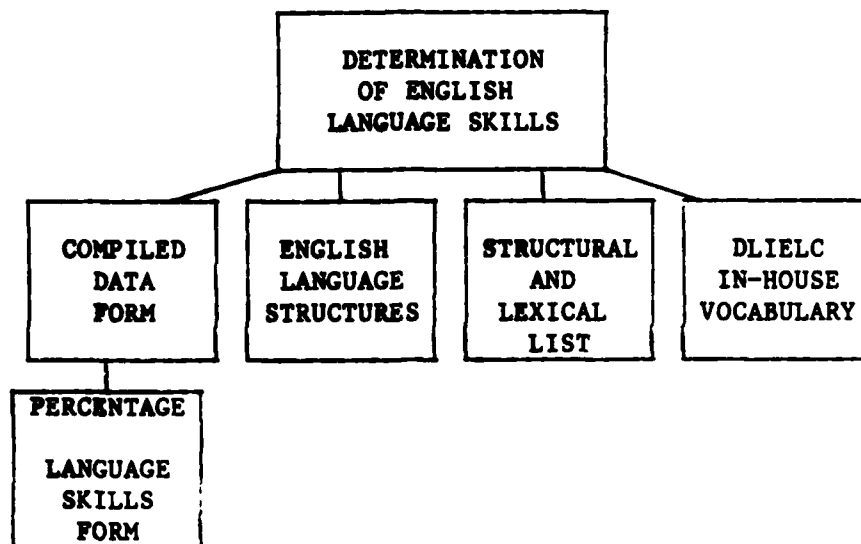 DETERMINATION
OF ENGLISH
LANGUAGE SKILLS
COMPILED
DATA
FORM
ENGLISH
LANGUAGE
STRUCTURES
STRUCTURAL
AND
LEXICAL
LIST
DLIELC
IN-HOUSE
VOCABULARY
PERCENTAGE
LANGUAGE
SKILLS
FORM